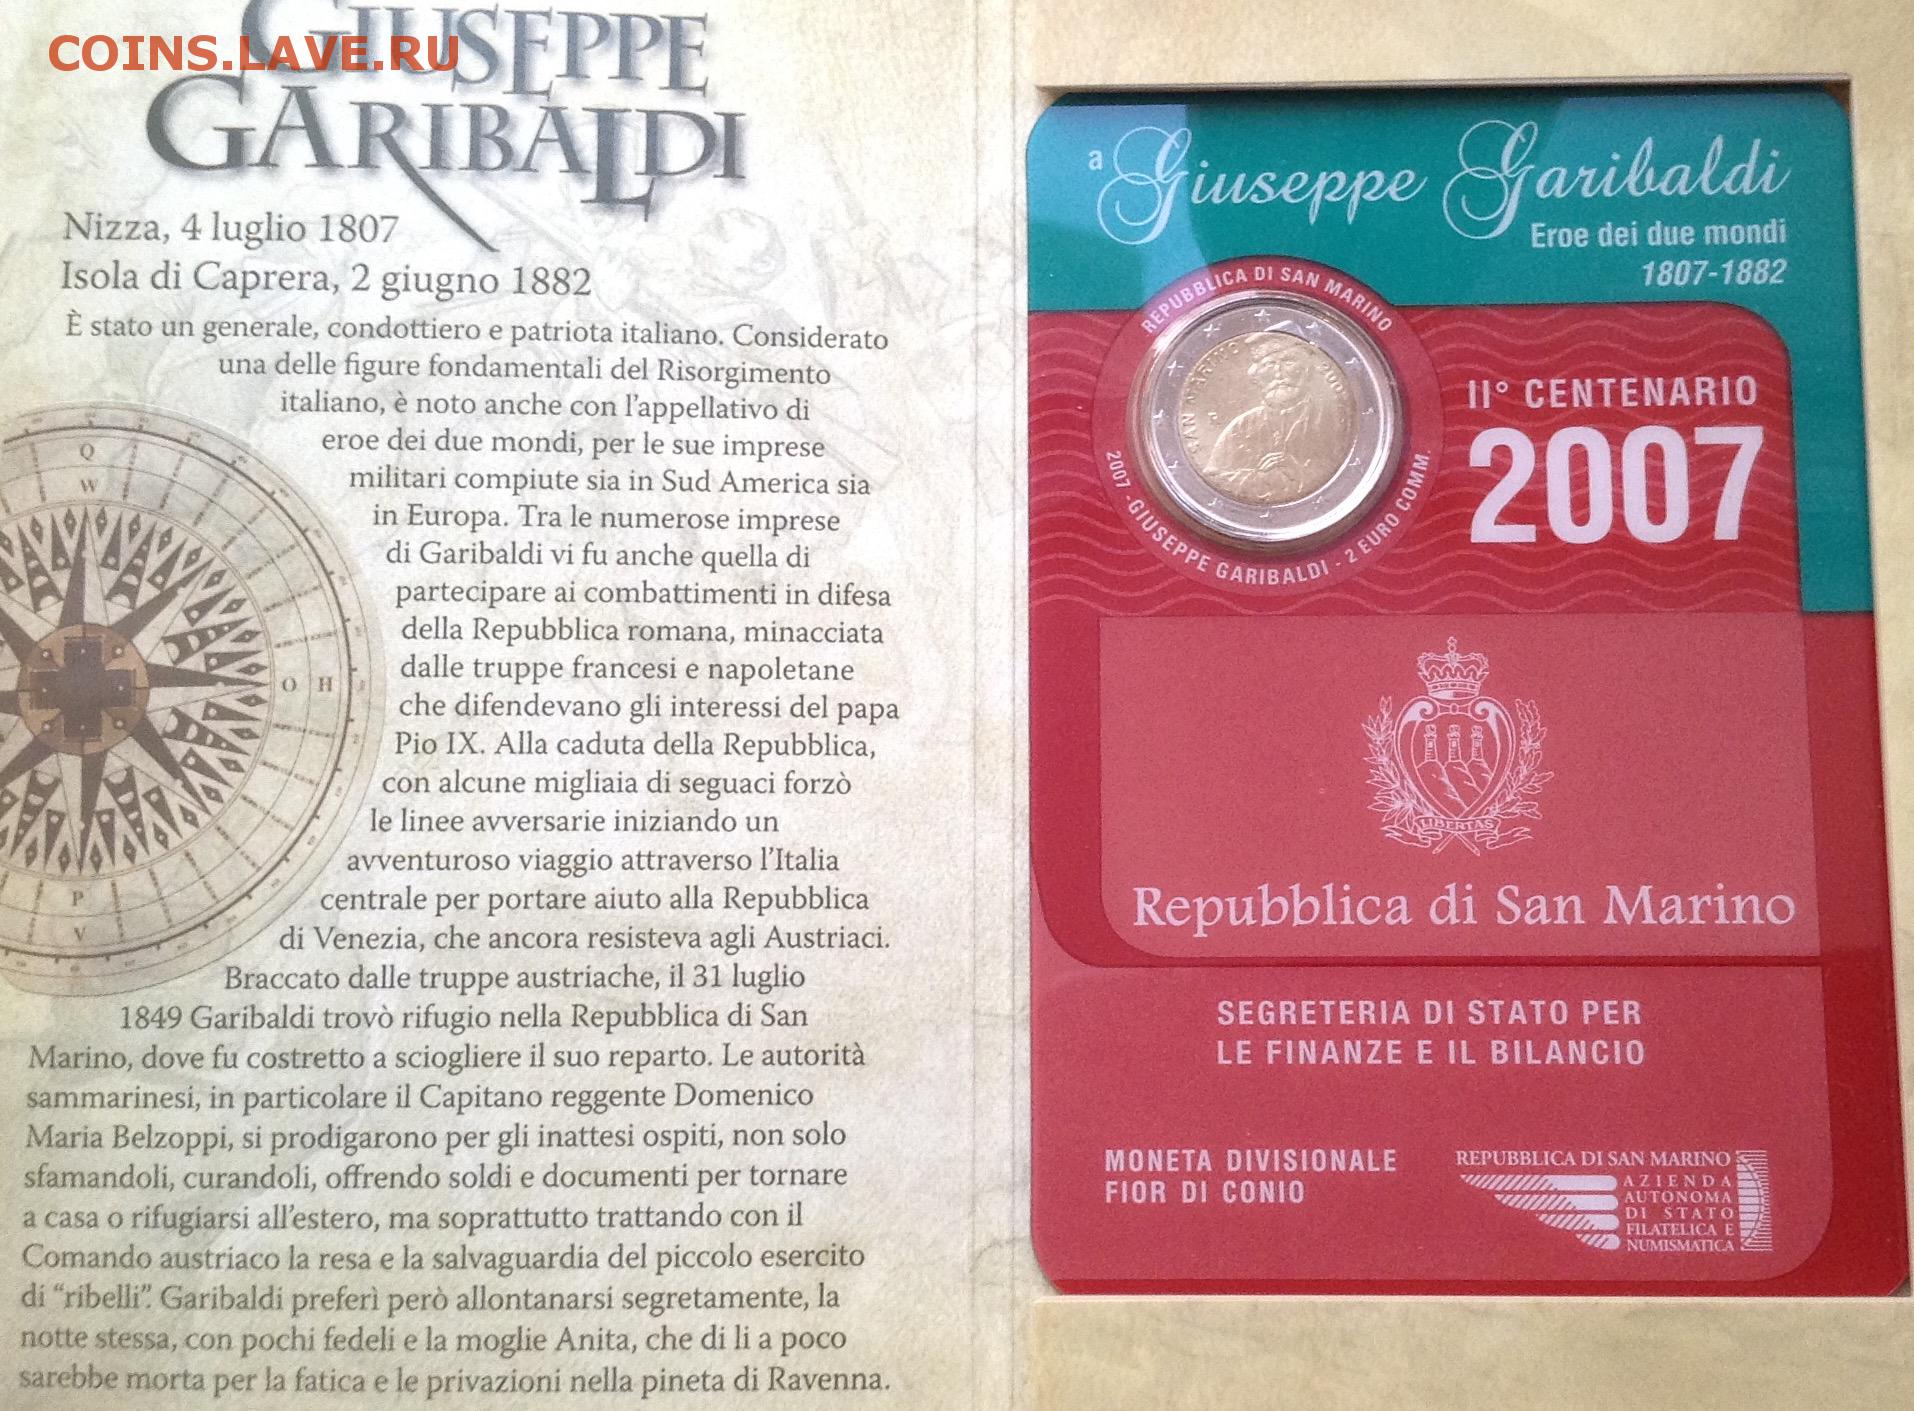 COINS.LAVE.RU
GIUSEPPE
GARIBALDI
Nizza, 4 luglio 1807
Isola di Caprera, 2 giugno 1882
È stato un generale, condottiero e patriota italiano. Considerato
una delle figure fondamentali del Risorgimento
italiano, è noto anche con l'appellativo di
eroe dei due mondi, per le sue imprese
militari compiute sia in Sud America sia
in Europa. Tra le numerose imprese
di Garibaldi vi fu anche quella di
partecipare ai combattimenti in difesa
della Repubblica romana, minacciata
dalle truppe francesi e napoletane
che difendevano gli interessi del papa
Pio IX. Alla caduta della Repubblica,
con alcune migliaia di seguaci forzò
le linee avversarie iniziando un
avventuroso viaggio attraverso l'Italia
centrale per portare aiuto alla Repubblica
di Venezia, che ancora resisteva agli Austriaci.
Braccato dalle truppe austriache, il 31 luglio
1849 Garibaldi trovò rifugio nella Repubblica di San
Marino, dove fu costretto a sciogliere il suo reparto. Le autorità
sammarinesi, in particolare il Capitano reggente Domenico
Maria Belzoppi, si prodigarono per gli inattesi ospiti, non solo
sfamandoli, curandoli, offrendo soldi e documenti per tornare
a casa o rifugiarsi all'estero, ma soprattutto trattando con il
Comando austriaco la resa e la salvaguardia del piccolo esercito
di "ribelli". Garibaldi preferì però allontanarsi segretamente, la
notte stessa, con pochi fedeli e la moglie Anita, che di li a poco
sarebbe morta per la fatica e le privazioni nella pineta di Ravenna.
Q
W
O H
P
V
a Giuseppe Garibaldi
Eroe dei due mondi
1807-1882
REPUBBLICA DI SAN MARINO
SAN MARINO
2007
2007 - GIUSEPPE GARIBALDI - 2 EURO COMM.
II° CENTENARIO
2007
LIBERTAS
Repubblica di San Marino
SEGRETERIA DI STATO PER
LE FINANZE E IL BILANCIO
MONETA DIVISIONALE
FIOR DI CONIO
REPUBBLICA DI SAN MARINO
AZIENDA
AUTONOMA
DI STATO
FILATELICA E
NUMISMATICA